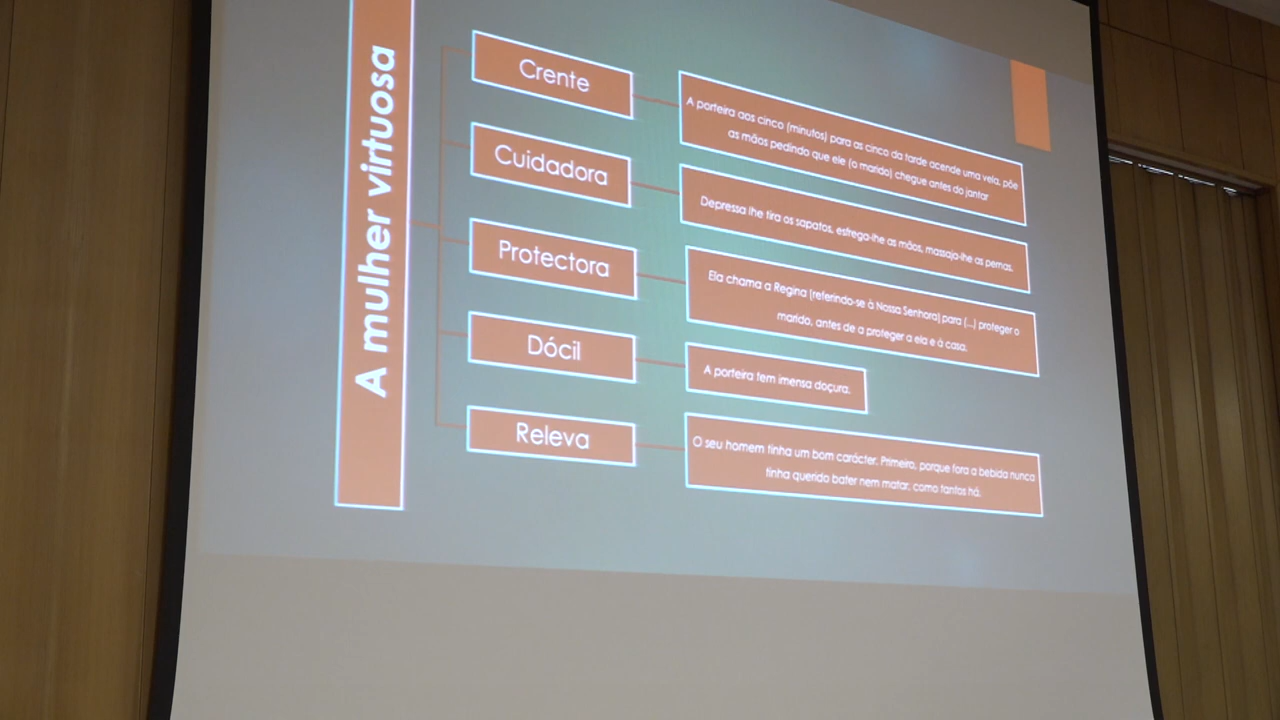 A mulher virtuosa
Crente
A porteira aos cinco (minutos) para as cinco da tarde acende uma vela, põe
as mãos pedindo que ele (o marido) chegue antes do jantar
Cuidadora
Depressa lhe tira os sapatos, esfrega-lhe as mãos, massaja-lhe as pernas.
Protectora
Ela chama a Regina (referindo-se à Nossa Senhora) para (...) proteger o
marido, antes de a proteger a ela e à casa.
Dócil
A porteira tem imensa doçura.
Releva
O seu homem tinha um bom carácter. Primeiro, porque fora a bebida nunca
tinha querido bater nem matar, como tantos há.